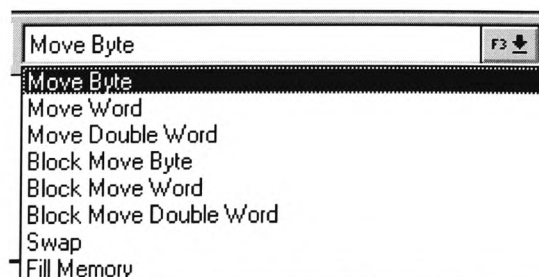 Move Byte F3
Move Byte
Move Word
Move Double Word
Block Move Byte
Block Move Word
Block Move Double Word
Swap
Fill Memory